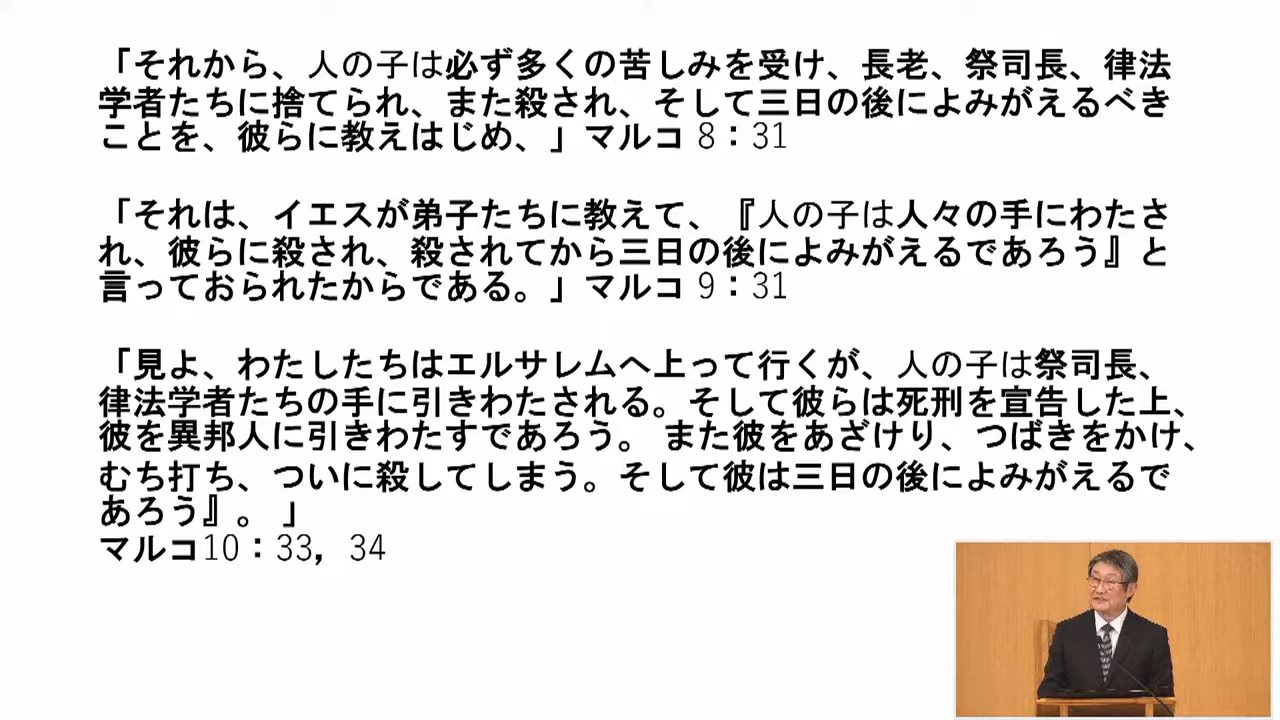 「それから、人の子は必ず多くの苦しみを受け、長老、祭司長、律法
学者たちに捨てられ、また殺され、そして三日の後によみがえるべき
ことを、彼らに教えはじめ、」マルコ 8：31
「それは、イエスが弟子たちに教えて、『人の子は人々の手にわたさ
れ、彼らに殺され、殺されてから三日の後によみがえるであろう』と
言っておられたからである。」マルコ 9：31
「見よ、わたしたちはエルサレムへ上って行くが、人の子は祭司長、
律法学者たちの手に引きわたされる。そして彼らは死刑を宣告した上、
彼を異邦人に引きわたすであろう。 また彼をあざけり、つばきをかけ、
むち打ち、ついに殺してしまう。そして彼は三日の後によみがえるで
あろう』。 」
マルコ10：33，34